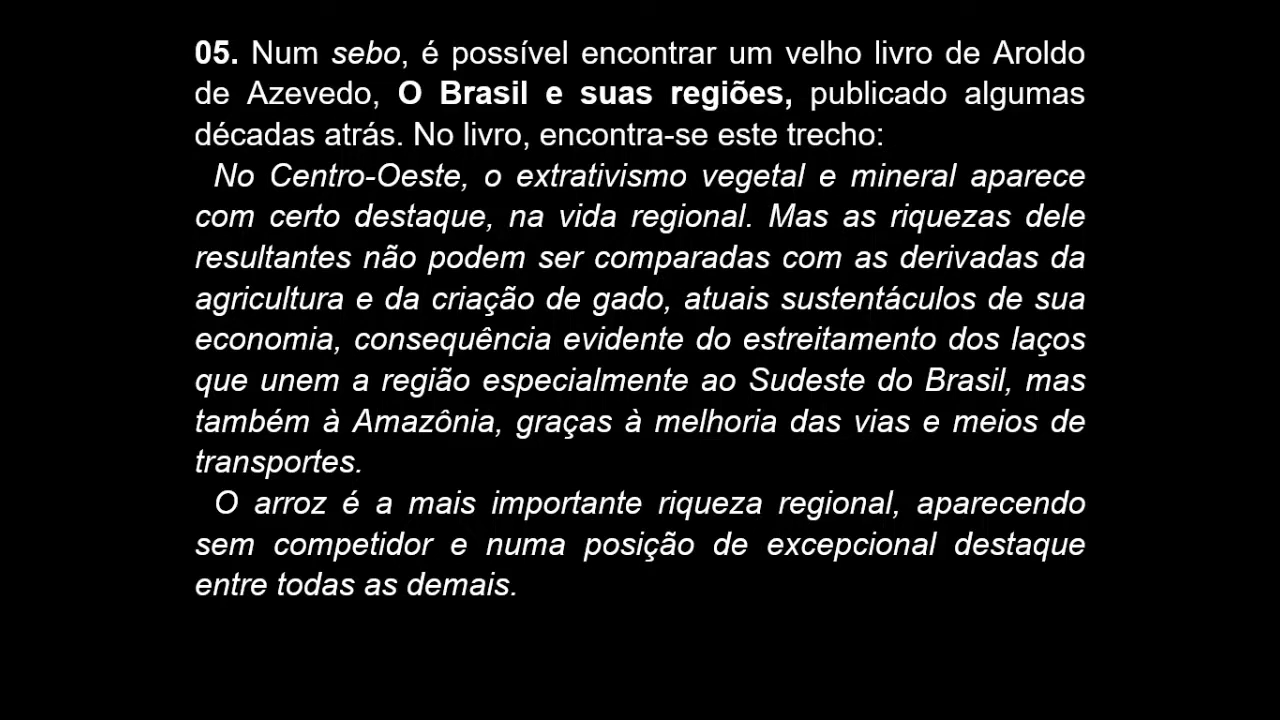 05. Num sebo, é possível encontrar um velho livro de Aroldo
de Azevedo, O Brasil e suas regiões, publicado algumas
décadas atrás. No livro, encontra-se este trecho:
No Centro-Oeste, o extrativismo vegetal e mineral aparece
com certo destaque, na vida regional. Mas as riquezas dele
resultantes não podem ser comparadas com as derivadas da
agricultura e da criação de gado, atuais sustentáculos de sua
economia, consequência evidente do estreitamento dos laços
que unem a região especialmente ao Sudeste do Brasil, mas
também à Amazônia, graças à melhoria das vias e meios de
transportes.
O arroz é a mais importante riqueza regional, aparecendo
sem competidor e numa posição de excepcional destaque
entre todas as demais.